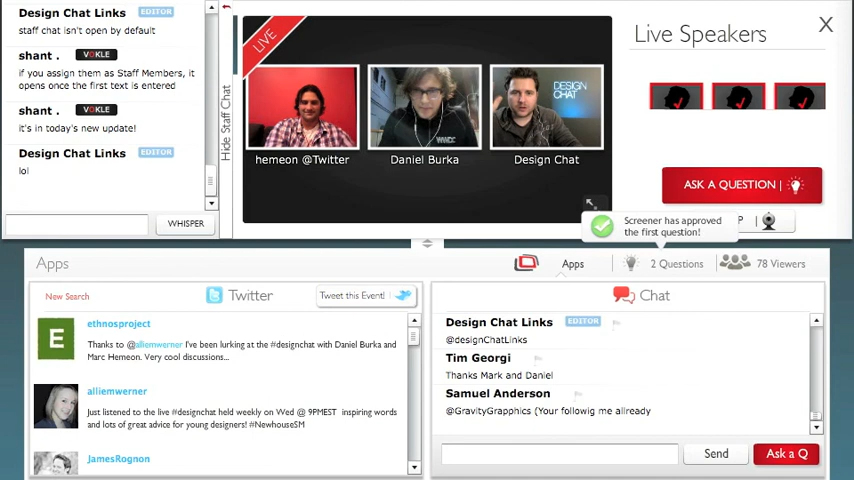 Design Chat Links EDITOR
staff chat isn't open by default
shant . VOKLE
if you assign them as Staff Members, it
opens once the first text is entered
shant . VOKLE
it's in today's new update!
Design Chat Links EDITOR
lol
WHISPER
Hide Staff Chat
LIVE
DESIGN
CHAT
WWDC
hemeon @Twitter
Daniel Burka
Design Chat
Live Speakers
X
ASK A QUESTION |
P |
Screener has approved
the first question!
Apps
Apps
2 Questions
78 Viewers
New Search
Twitter
Tweet this Event!
E
ethnosproject
Thanks to @alliemwerner I've been lurking at the #designchat with Daniel Burka and
Marc Hemeon. Very cool discussions...
alliemwerner
Just listened to the live #designchat held weekly on Wed @ 9PMEST inspiring words
and lots of great advice for young designers! #NewhouseSM
JamesRognon
Chat
Design Chat Links EDITOR
@designChatLinks
Tim Georgi
Thanks Mark and Daniel
Samuel Anderson
@GravityGrapphics (Your followig me allready
Send
Ask a Q